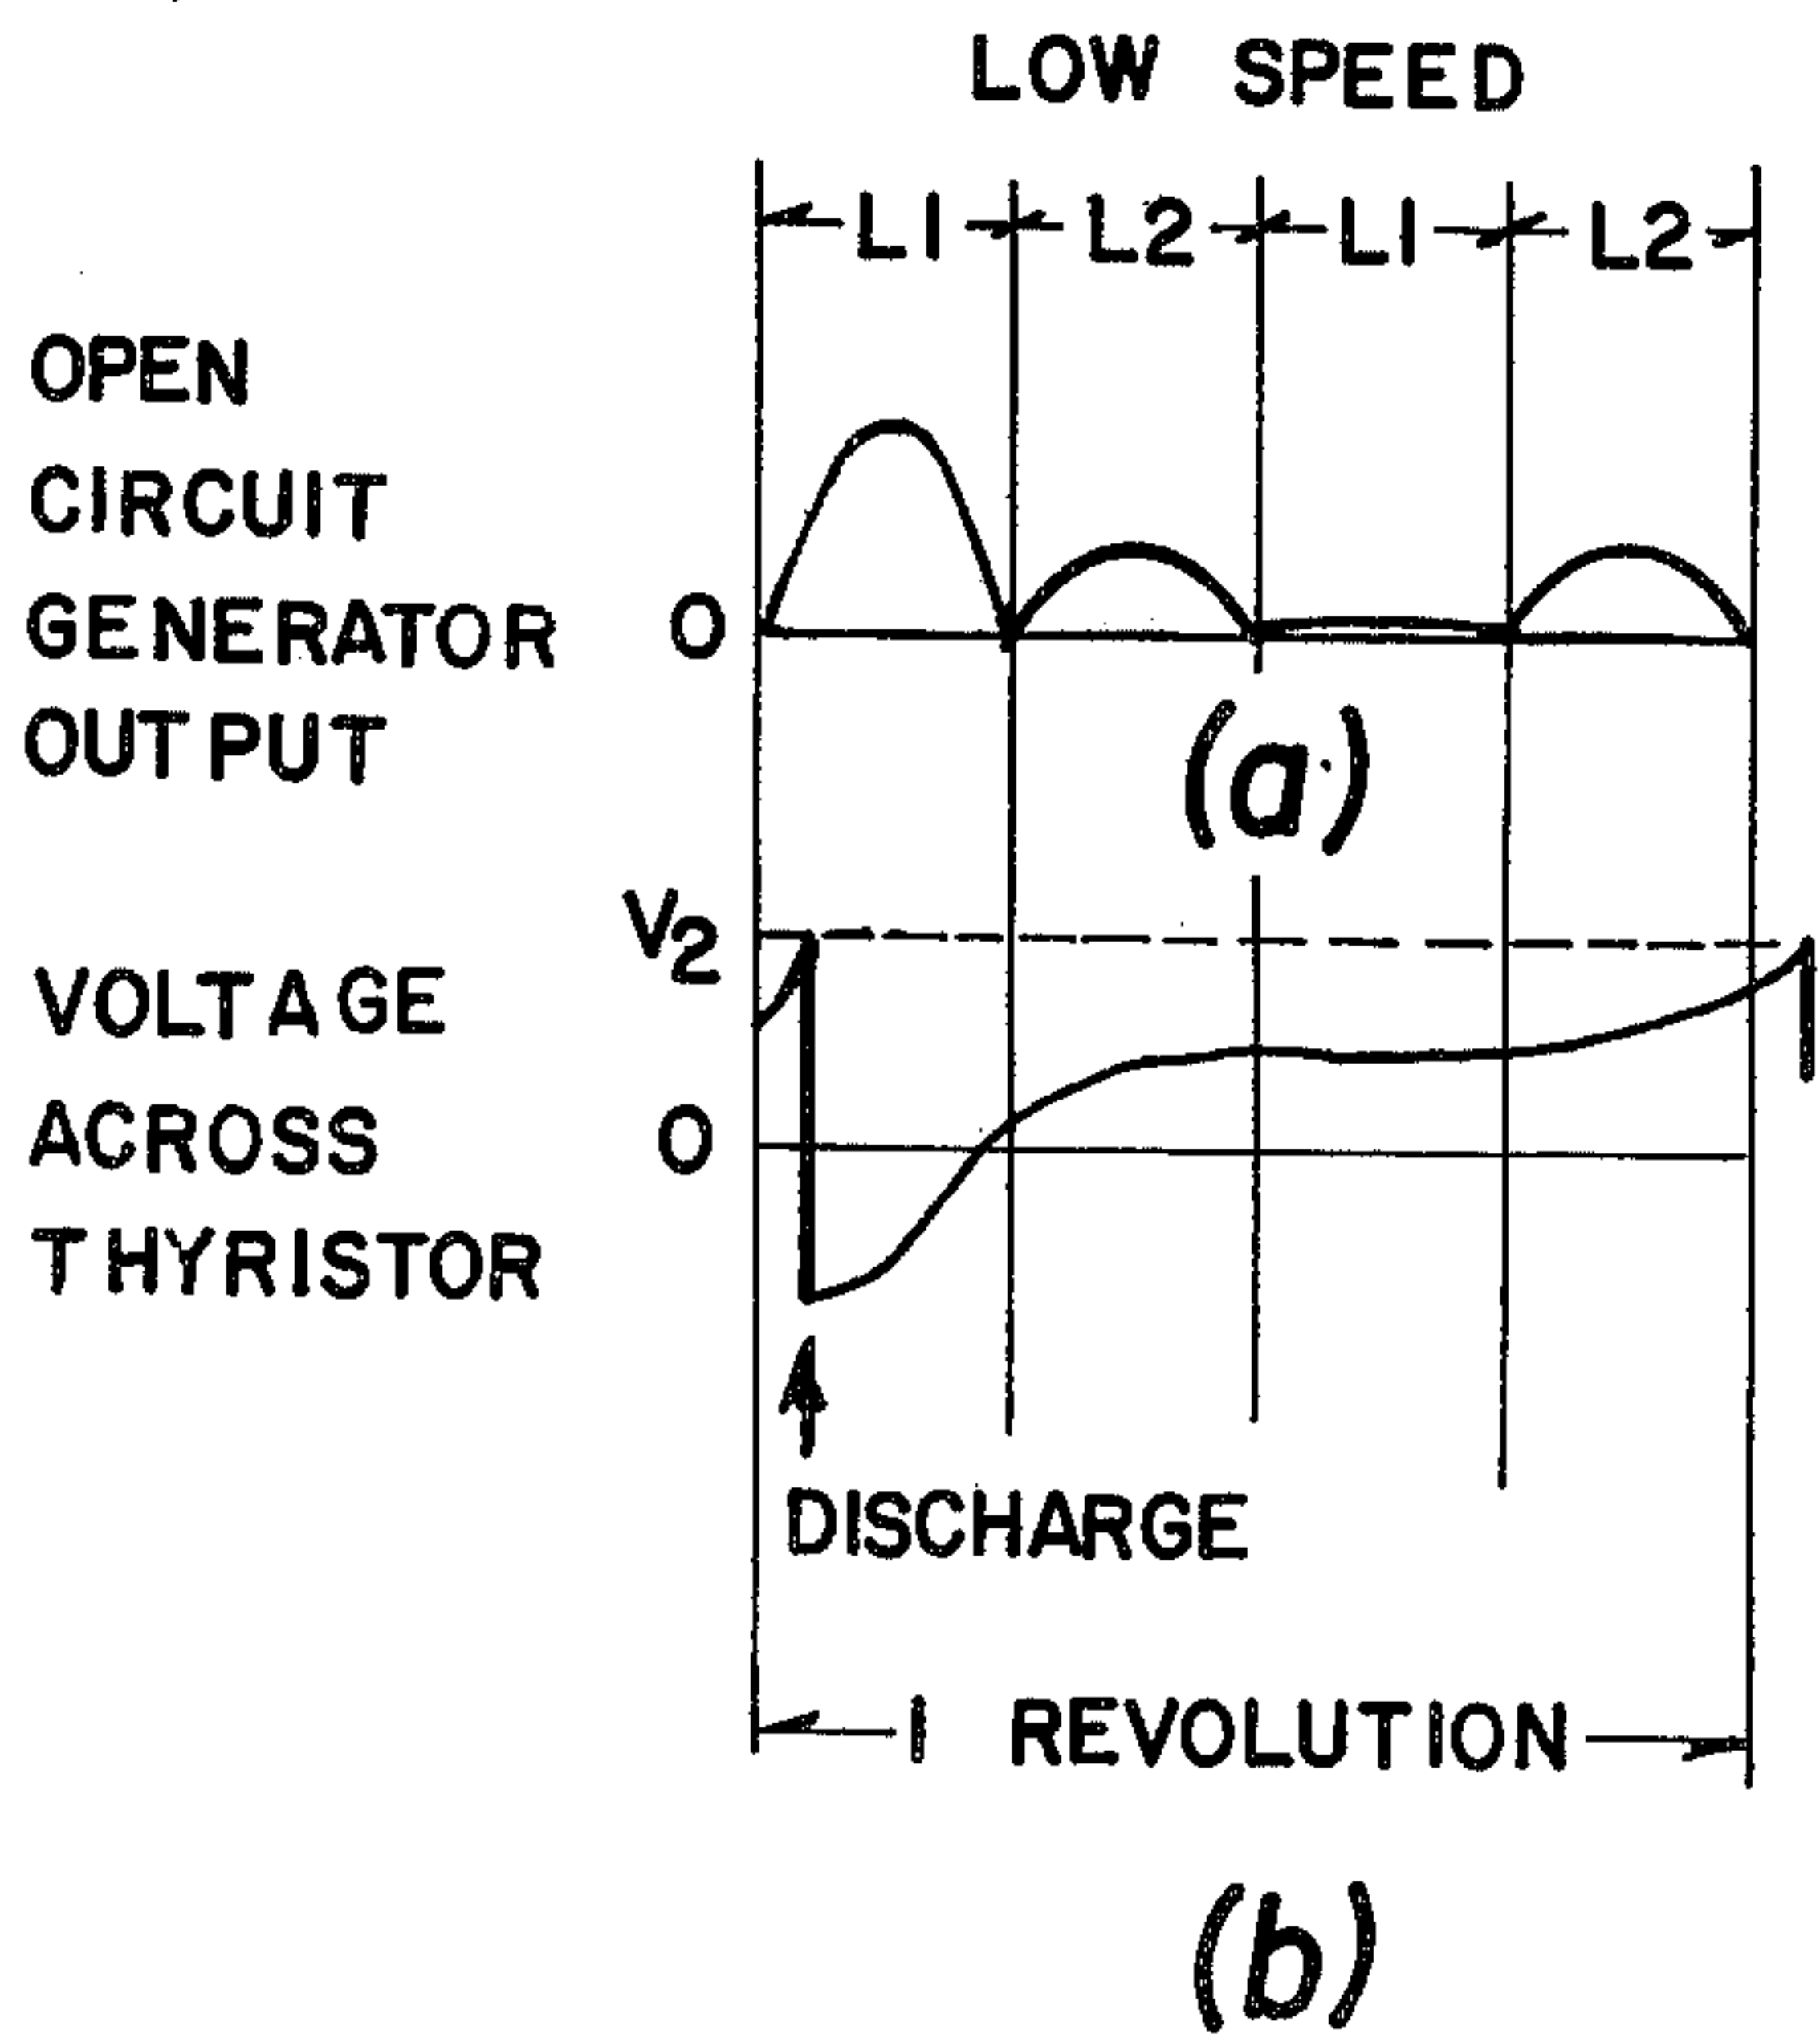 LOW SPEED
L1 L2 L1 L2
OPEN
CIRCUIT
GENERATOR 0
OUTPUT
(a)
V2
VOLTAGE
ACROSS 0
THYRISTOR
DISCHARGE
1 REVOLUTION
(b)